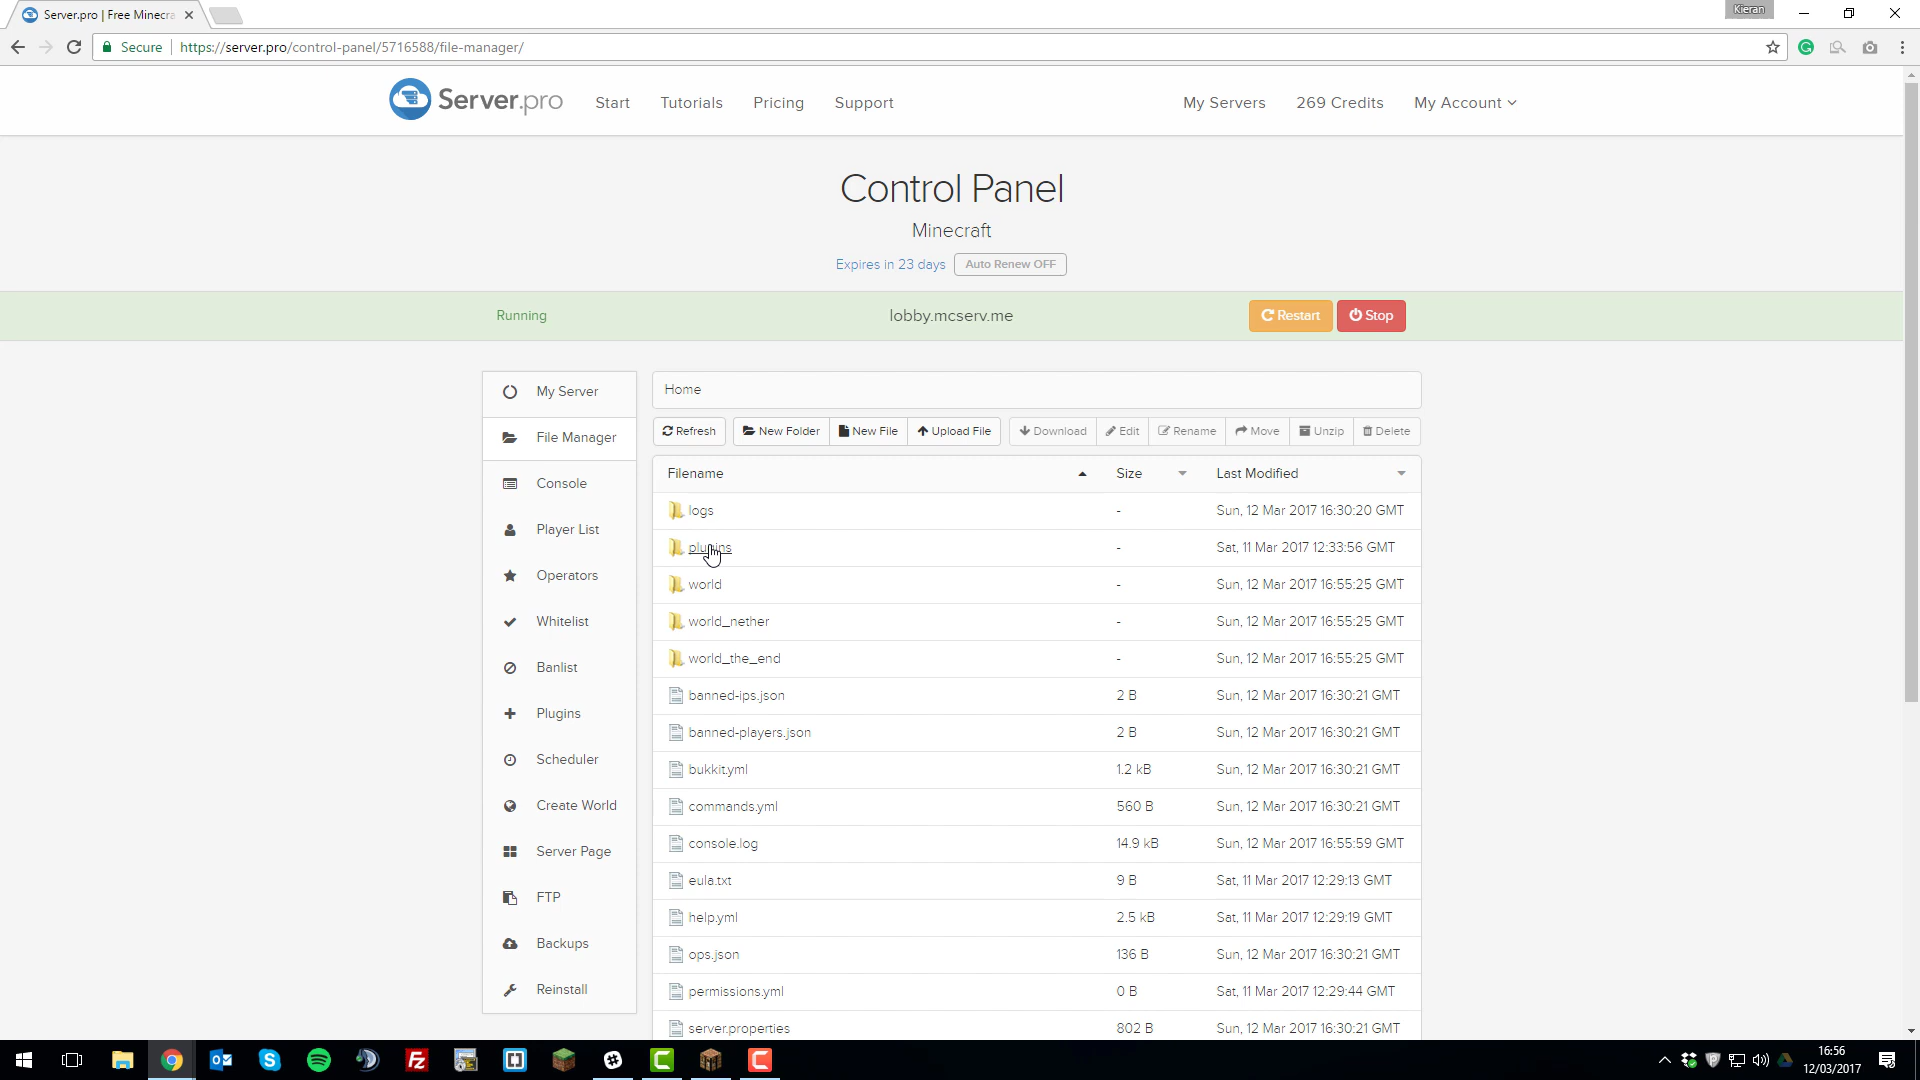 Server.pro | Free Minecra
Kieran
Secure
https://server.pro/control-panel/5716588/file-manager/
Server.pro
Start
Tutorials
Pricing
Support
My Servers
269 Credits
My Account
Control Panel
Minecraft
Expires in 23 days
Auto Renew OFF
Running
lobby.mcserv.me
Restart
Stop
My Server
File Manager
Console
Player List
Operators
Whitelist
Banlist
Plugins
Scheduler
Create World
Server Page
FTP
Backups
Reinstall
Home
Refresh
New Folder
New File
Upload File
Download
Edit
Rename
Move
Unzip
Delete
Filename Size Last Modified
logs - Sun, 12 Mar 2017 16:30:20 GMT
plugins - Sat, 11 Mar 2017 12:33:56 GMT
world - Sun, 12 Mar 2017 16:55:25 GMT
world_nether - Sun, 12 Mar 2017 16:55:25 GMT
world_the_end - Sun, 12 Mar 2017 16:55:25 GMT
banned-ips.json 2 B Sun, 12 Mar 2017 16:30:21 GMT
banned-players.json 2 B Sun, 12 Mar 2017 16:30:21 GMT
bukkit.yml 1.2 kB Sun, 12 Mar 2017 16:30:21 GMT
commands.yml 560 B Sun, 12 Mar 2017 16:30:21 GMT
console.log 14.9 kB Sun, 12 Mar 2017 16:55:59 GMT
eula.txt 9 B Sat, 11 Mar 2017 12:29:13 GMT
help.yml 2.5 kB Sat, 11 Mar 2017 12:29:19 GMT
ops.json 136 B Sun, 12 Mar 2017 16:30:21 GMT
permissions.yml 0 B Sat, 11 Mar 2017 12:29:44 GMT
server.properties 802 B Sun, 12 Mar 2017 16:30:21 GMT
16:56
12/03/2017